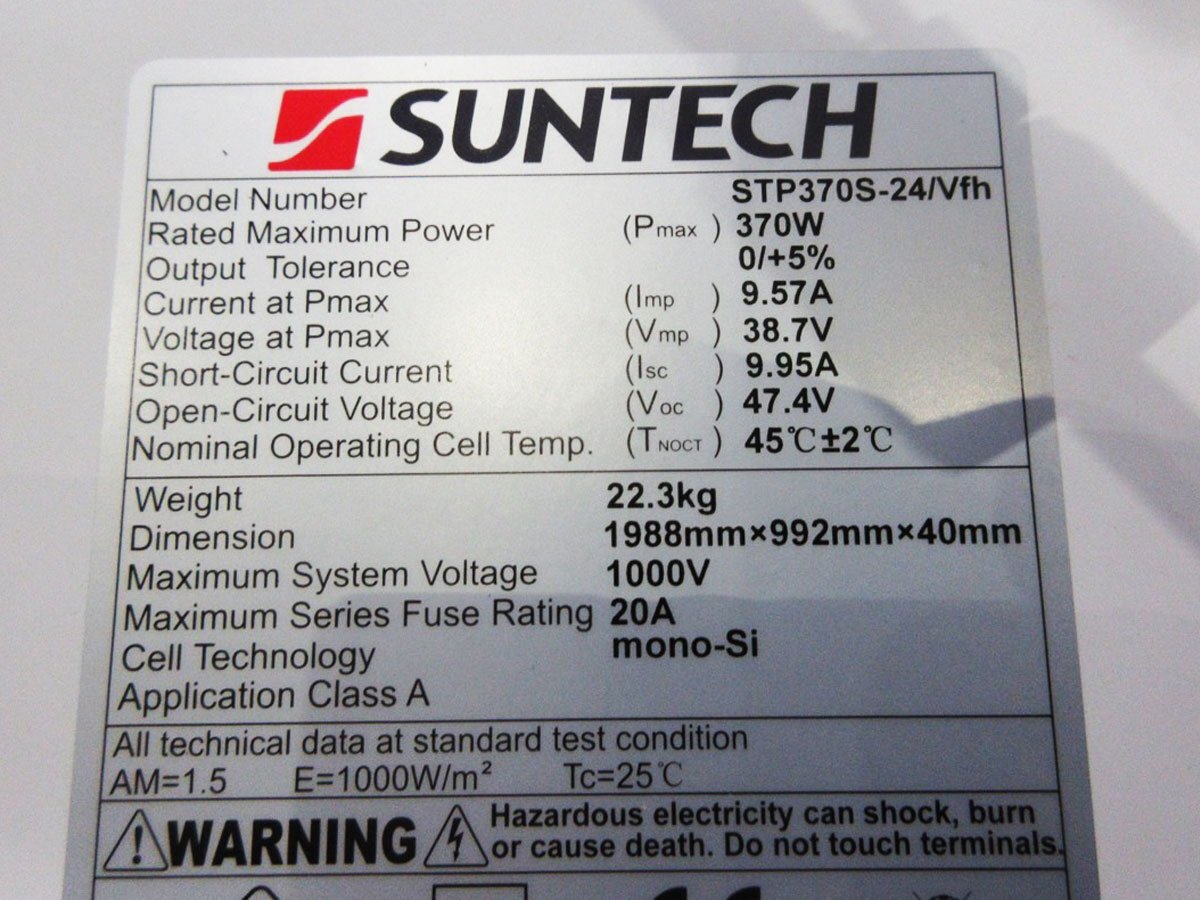 SUNTECH
Model Number STP370S-24/Vfh
Rated Maximum Power (Pmax ) 370W
Output Tolerance 0/+5%
Current at Pmax (Imp ) 9.57A
Voltage at Pmax (Vmp ) 38.7V
Short-Circuit Current (Isc ) 9.95A
Open-Circuit Voltage (Voc ) 47.4V
Nominal Operating Cell Temp. (TNOCT ) 45℃±2℃
Weight 22.3kg
Dimension 1988mm×992mm×40mm
Maximum System Voltage 1000V
Maximum Series Fuse Rating 20A
Cell Technology mono-Si
Application Class A
All technical data at standard test condition
AM=1.5 E=1000W/m² Tc=25℃
WARNING Hazardous electricity can shock, burn
or cause death. Do not touch terminals.